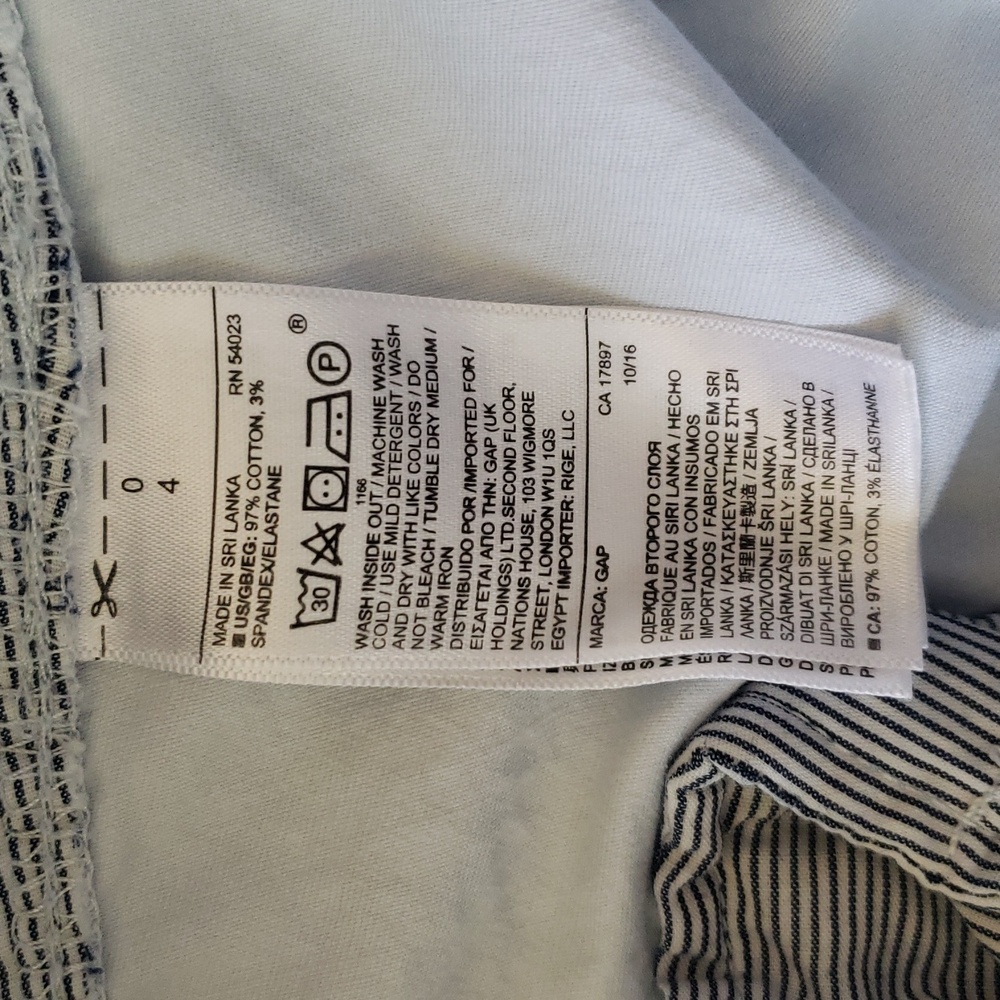 0
4
MADE IN SRI LANKA RN 54023
US/GB/EG: 97% COTTON, 3%
SPANDEX/ELASTANE
30 P ®
1166
WASH INSIDE OUT / MACHINE WASH
COLD / USE MILD DETERGENT / WASH
AND DRY WITH LIKE COLORS / DO
NOT BLEACH / TUMBLE DRY MEDIUM /
WARM IRON
DISTRIBUIDO POR /IMPORTED FOR /
ΕΙΣΑΓΕΤΑΙ ΑΠΟ ΤΗΝ: GAP (UK
HOLDINGS) LTD.SECOND FLOOR,
NATIONS HOUSE, 103 WIGMORE
STREET, LONDON W1U 1QS
EGYPT IMPORTER: RIGE, LLC
MARCA: GAP CA 17897
10/16
ОДЕЖДА ВТОРОГО СЛОЯ
FABRIQUE AU SIRI LANKA / HECHO
EN SRI LANKA CON INSUMOS
IMPORTADOS / FABRICADO EM SRI
LANKA / ΚΑΤΑΣΚΕΥΑΣΤΗΚΕ ΣΤΗ ΣΡΙ
ΛΑΝΚΑ / 斯里蘭卡製造 / ZEMLJA
PROIZVODNJE ŠRI LANKA /
SZÁRMAZÁSI HELY: SRÍ LANKA /
DIBUAT DI SRI LANKA / СДЕЛАНО В
ШРИ-ЛАНКЕ / MADE IN SRILANKA /
ВИРОБЛЕНО У ШРІ-ЛАНЦІ
CA: 97% COTON, 3% ÉLASTHANNE